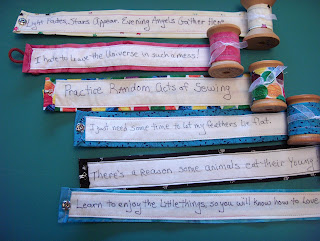 Light Fades, Stars Appear. Evening Angels Gather Here
I hate to leave the Universe in such a mess!
Practice Random Acts of Sewing
I just need some time to let my feathers lie flat.
There's a Reason some animals eat their Young
Learn to enjoy the little things, so you will know how to Love